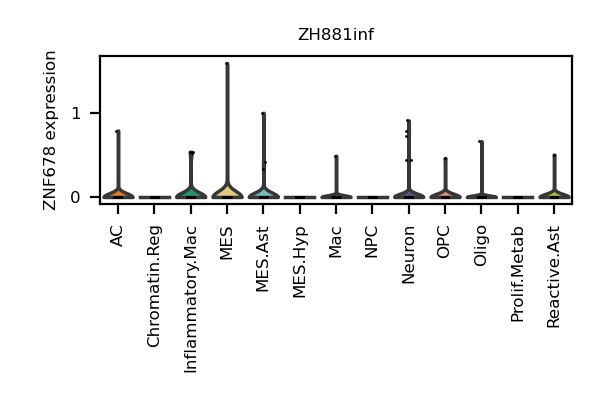 ZH881inf
ZNF678 expression
1
0
AC
Chromatin.Reg
Inflammatory.Mac
MES
MES.Ast
MES.Hyp
Mac
NPC
Neuron
OPC
Oligo
Prolif.Metab
Reactive.Ast